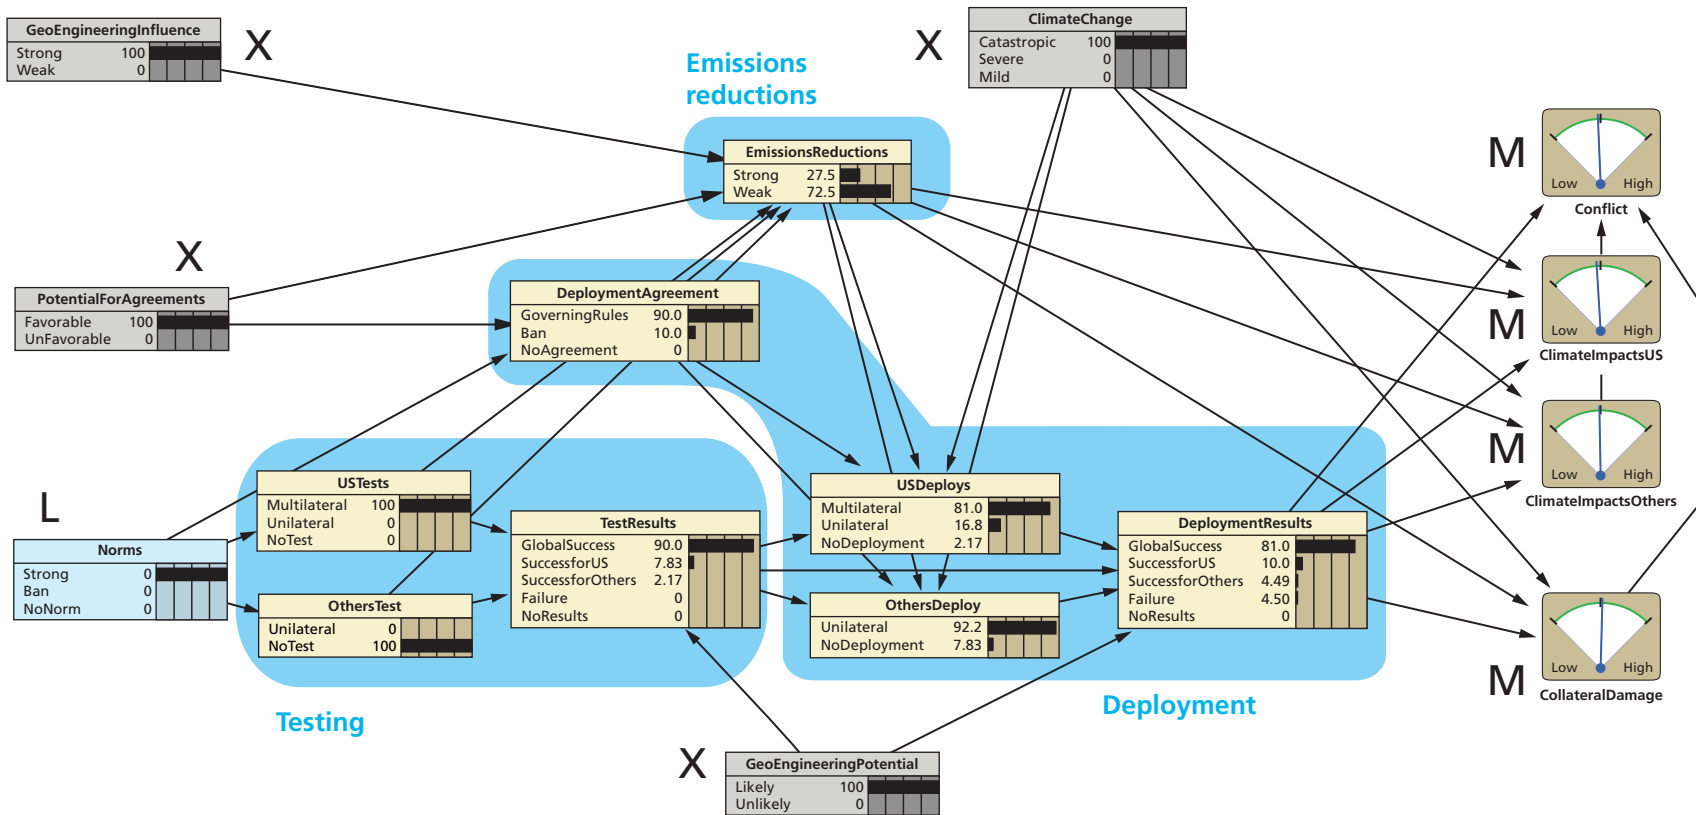 GeoEngineeringInfluence
Strong 100
Weak 0
X
X
ClimateChange
Catastropic 100
Severe 0
Mild 0
Emissions
reductions
EmissionsReductions
Strong 27.5
Weak 72.5
M
Low High
Conflict
X
PotentialForAgreements
Favorable 100
UnFavorable 0
DeploymentAgreement
GoverningRules 90.0
Ban 10.0
NoAgreement 0
M
Low High
ClimateImpactsUS
M
Low High
ClimateImpactsOthers
L
Norms
Strong 0
Ban 0
NoNorm 0
USTests
Multilateral 100
Unilateral 0
NoTest 0
OthersTest
Unilateral 0
NoTest 100
TestResults
GlobalSuccess 90.0
SuccessforUS 7.83
SuccessforOthers 2.17
Failure 0
NoResults 0
USDeploys
Multilateral 81.0
Unilateral 16.8
NoDeployment 2.17
OthersDeploy
Unilateral 92.2
NoDeployment 7.83
DeploymentResults
GlobalSuccess 81.0
SuccessforUS 10.0
SuccessforOthers 4.49
Failure 4.50
NoResults 0
M
Low High
CollateralDamage
Testing
Deployment
X
GeoEngineeringPotential
Likely 100
Unlikely 0